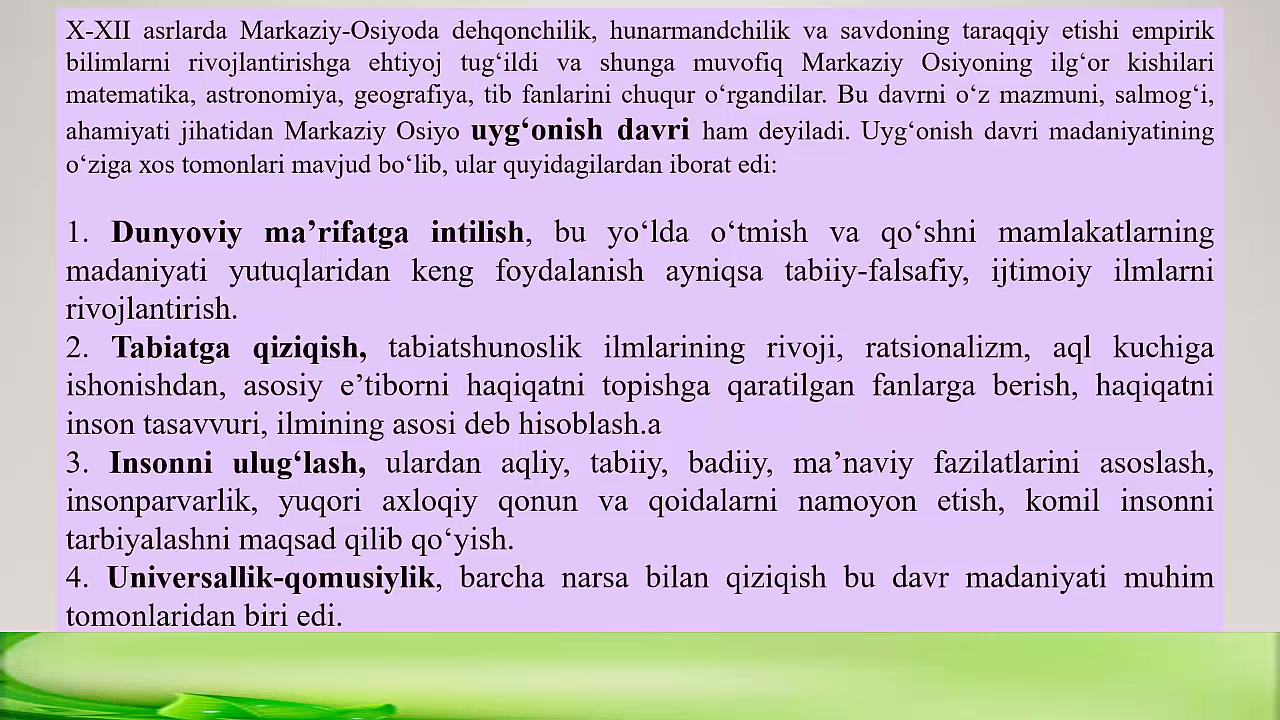 X-XII asrlarda Markaziy-Osiyoda dehqonchilik, hunarmandchilik va savdoning taraqqiy etishi empirik
bilimlarni rivojlantirishga ehtiyoj tug‘ildi va shunga muvofiq Markaziy Osiyoning ilg‘or kishilari
matematika, astronomiya, geografiya, tib fanlarini chuqur o‘rgandilar. Bu davrni o‘z mazmuni, salmog‘i,
ahamiyati jihatidan Markaziy Osiyo uyg‘onish davri ham deyiladi. Uyg‘onish davri madaniyatining
o‘ziga xos tomonlari mavjud bo‘lib, ular quyidagilardan iborat edi:
1. Dunyoviy ma’rifatga intilish, bu yo‘lda o‘tmish va qo‘shni mamlakatlarning
madaniyati yutuqlaridan keng foydalanish ayniqsa tabiiy-falsafiy, ijtimoiy ilmlarni
rivojlantirish.
2. Tabiatga qiziqish, tabiatshunoslik ilmlarining rivoji, ratsionalizm, aql kuchiga
ishonishdan, asosiy e’tiborni haqiqatni topishga qaratilgan fanlarga berish, haqiqatni
inson tasavvuri, ilmining asosi deb hisoblash.a
3. Insonni ulug‘lash, ulardan aqliy, tabiiy, badiiy, ma’naviy fazilatlarini asoslash,
insonparvarlik, yuqori axloqiy qonun va qoidalarni namoyon etish, komil insonni
tarbiyalashni maqsad qilib qo‘yish.
4. Universallik-qomusiylik, barcha narsa bilan qiziqish bu davr madaniyati muhim
tomonlaridan biri edi.